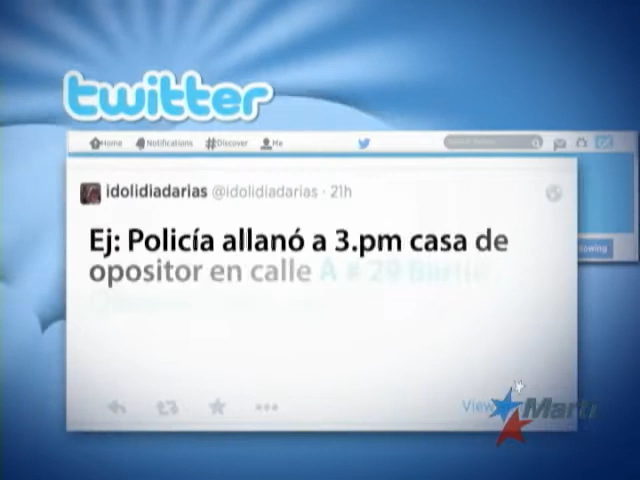 twitter
Home Notifications #Discover Me
idolidiadarias @idolidiadarias · 21h
Ej: Policía allanó a 3.pm casa de
opositor en calle A # 29
View
Martí